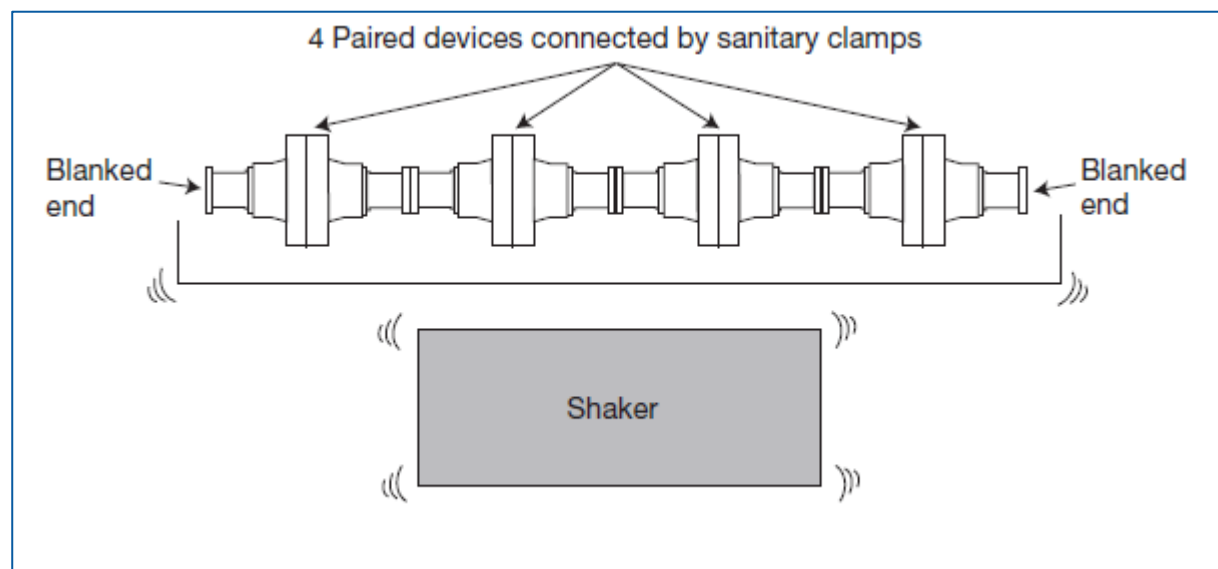 4 Paired devices connected by sanitary clamps
Blanked
end
Blanked
end
Shaker